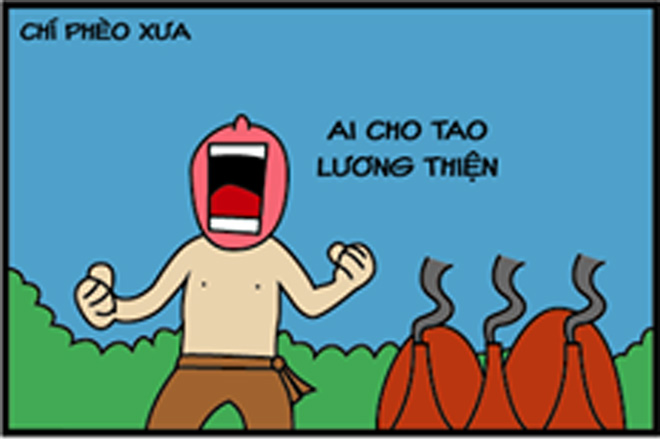 CHÍ PHÈO XƯA
AI CHO TAO
LƯƠNG THIỆN